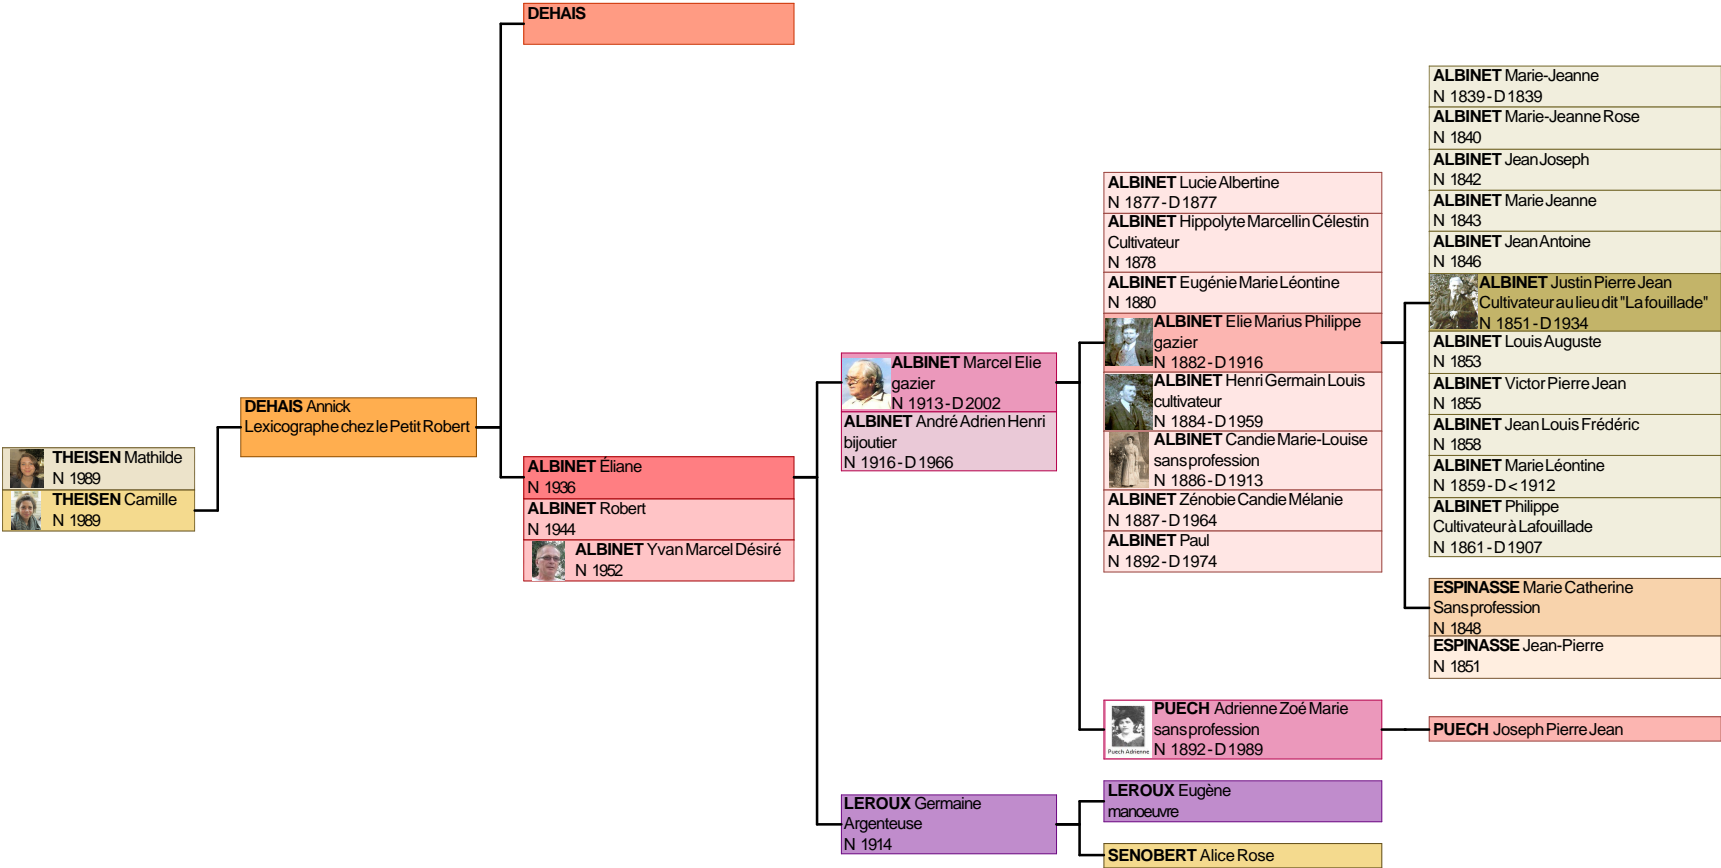 DEHAIS
THEISEN Mathilde
N 1989
THEISEN Camille
N 1989
DEHAIS Annick
Lexicographe chez le Petit Robert
ALBINET Éliane
N 1936
ALBINET Robert
N 1944
ALBINET Yvan Marcel Désiré
N 1952
ALBINET Marcel Elie
gazier
N 1913 - D 2002
ALBINET André Adrien Henri
bijoutier
N 1916 - D 1966
LEROUX Germaine
Argenteuse
N 1914
ALBINET Lucie Albertine
N 1877 - D 1877
ALBINET Hippolyte Marcellin Célestin
Cultivateur
N 1878
ALBINET Eugénie Marie Léontine
N 1880
ALBINET Elie Marius Philippe
gazier
N 1882 - D 1916
ALBINET Henri Germain Louis
cultivateur
N 1884 - D 1959
ALBINET Candie Marie-Louise
sans profession
N 1886 - D 1913
ALBINET Zénobie Candie Mélanie
N 1887 - D 1964
ALBINET Paul
N 1892 - D 1974
PUECH Adrienne Zoé Marie
sans profession
N 1892 - D 1989
Puech Adrienne
LEROUX Eugène
manoeuvre
SENOBERT Alice Rose
ALBINET Marie-Jeanne
N 1839 - D 1839
ALBINET Marie-Jeanne Rose
N 1840
ALBINET Jean Joseph
N 1842
ALBINET Marie Jeanne
N 1843
ALBINET Jean Antoine
N 1846
ALBINET Justin Pierre Jean
Cultivateur au lieu dit "La fouillade"
N 1851 - D 1934
ALBINET Louis Auguste
N 1853
ALBINET Victor Pierre Jean
N 1855
ALBINET Jean Louis Frédéric
N 1858
ALBINET Marie Léontine
N 1859 - D < 1912
ALBINET Philippe
Cultivateur à Lafouillade
N 1861 - D 1907
ESPINASSE Marie Catherine
Sans profession
N 1848
ESPINASSE Jean-Pierre
N 1851
PUECH Joseph Pierre Jean